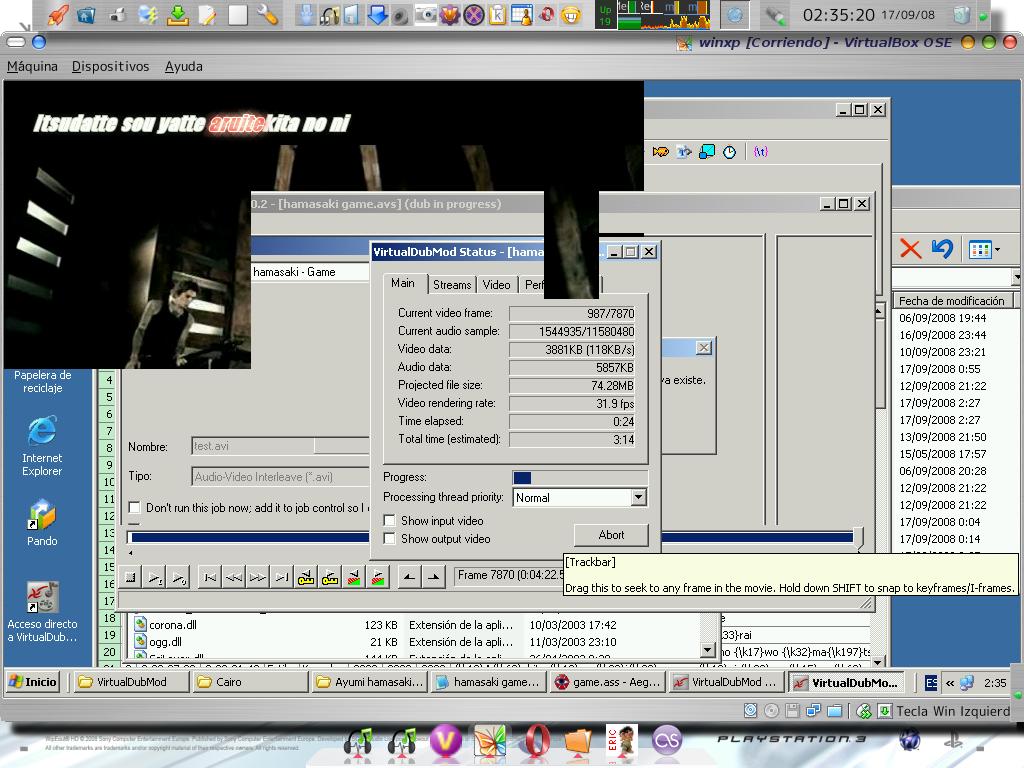 Up
19
02:35:20 17/09/08
winxp [Corriendo] - VirtualBox OSE
Máquina Dispositivos Ayuda
Itsudatte sou yatte aruitekita no ni
0.2 - [hamasaki game.avs] (dub in progress)
hamasaki - Game
VirtualDubMod Status - [hama
Main Streams Video Perf
Current video frame: 987/7870
Current audio sample: 1544935/11580480
Video data: 3881KB (118KB/s)
Audio data: 5857KB
Projected file size: 74.28MB
Video rendering rate: 31.9 fps
Time elapsed: 0:24
Total time (estimated): 3:14
Progress:
Processing thread priority: Normal
Show input video
Show output video
Abort
ya existe.
Fecha de modificación
06/09/2008 19:44
16/09/2008 23:44
10/09/2008 23:21
17/09/2008 0:55
12/09/2008 21:22
17/09/2008 2:27
17/09/2008 2:27
13/09/2008 21:50
15/05/2008 17:57
06/09/2008 20:28
12/09/2008 21:22
12/09/2008 21:22
17/09/2008 0:04
17/09/2008 0:14
Papelera de
reciclaje
Internet
Explorer
Pando
Acceso directo
a VirtualDub...
4
5
6
7
8
9
10
11
12
13
14
18
19
20
Nombre: test.avi
Tipo: Audio-Video Interleave (*.avi)
Don't run this job now; add it to job control so I
Frame 7870 (0:04:22.5
[Trackbar]
Drag this to seek to any frame in the movie. Hold down SHIFT to snap to keyframes/I-frames.
corona.dll 123 KB Extensión de la apli... 10/03/2003 17:42
ogg.dll 21 KB Extensión de la apli... 11/03/2003 23:10
e
33}rai
no·{\k17}wo·{\k32}ma{\k197}ts
Inicio VirtualDubMod Cairo Ayumi hamasaki... hamasaki game... game.ass - Aeg... VirtualDubMod ... VirtualDubMo... ES « 2:35
Tecla Win Izquierd
ERIC
PLAYSTATION 3